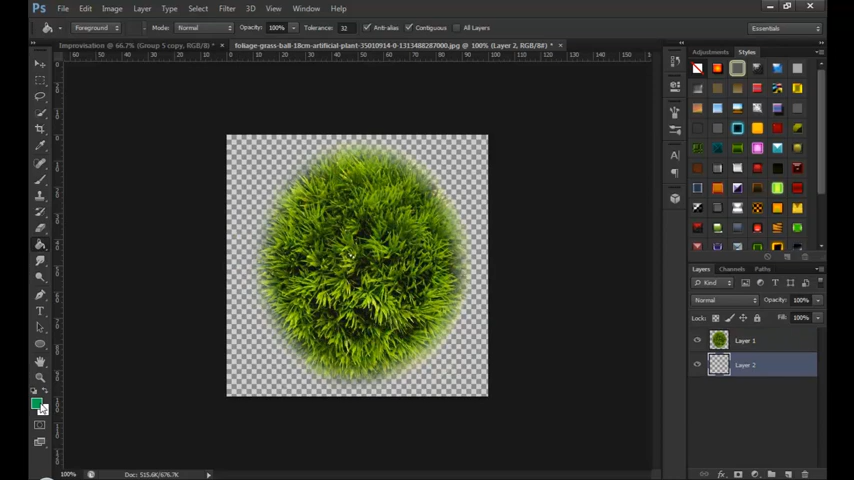 Ps File Edit Image Layer Type Select Filter 3D View Window Help
Foreground Mode: Normal Opacity: 100% Tolerance: 32 Anti-alias Contiguous All Layers Essentials
Improvisation @ 66.7% (Group 5 copy, RGB/8) * × foliage-grass-ball-18cm-artificial-plant-35010914-0-1313488287000.jpg @ 100% (Layer 2, RGB/8#) * ×
Adjustments Styles
Layers Channels Paths
Kind
Normal Opacity: 100%
Lock: Fill: 100%
Layer 1
Layer 2
100% Doc: 515.6K/676.7K